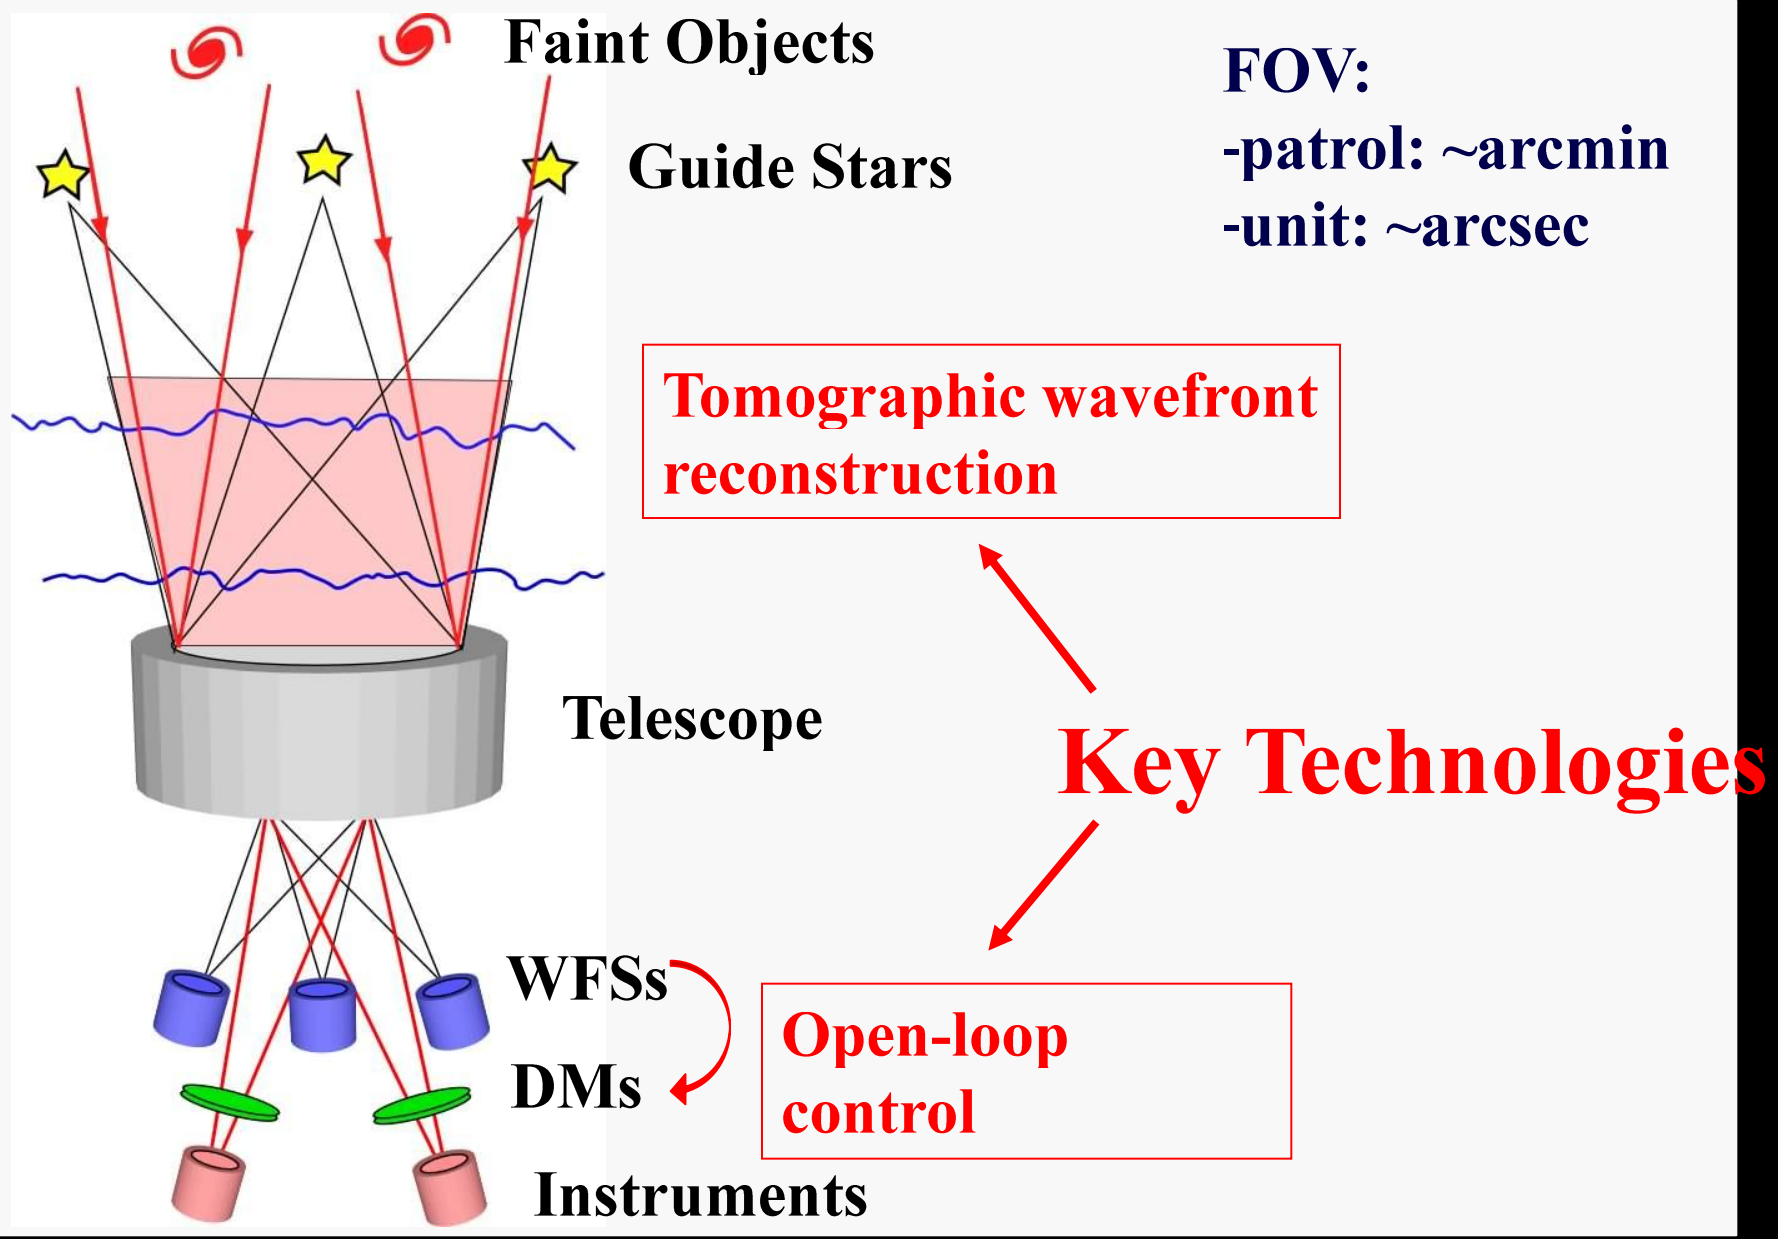 Faint Objects
FOV:
-patrol: ~arcmin
-unit: ~arcsec
Guide Stars
Tomographic wavefront
reconstruction
Telescope
Key Technologies
WFSs
Open-loop
control
DMs
Instruments